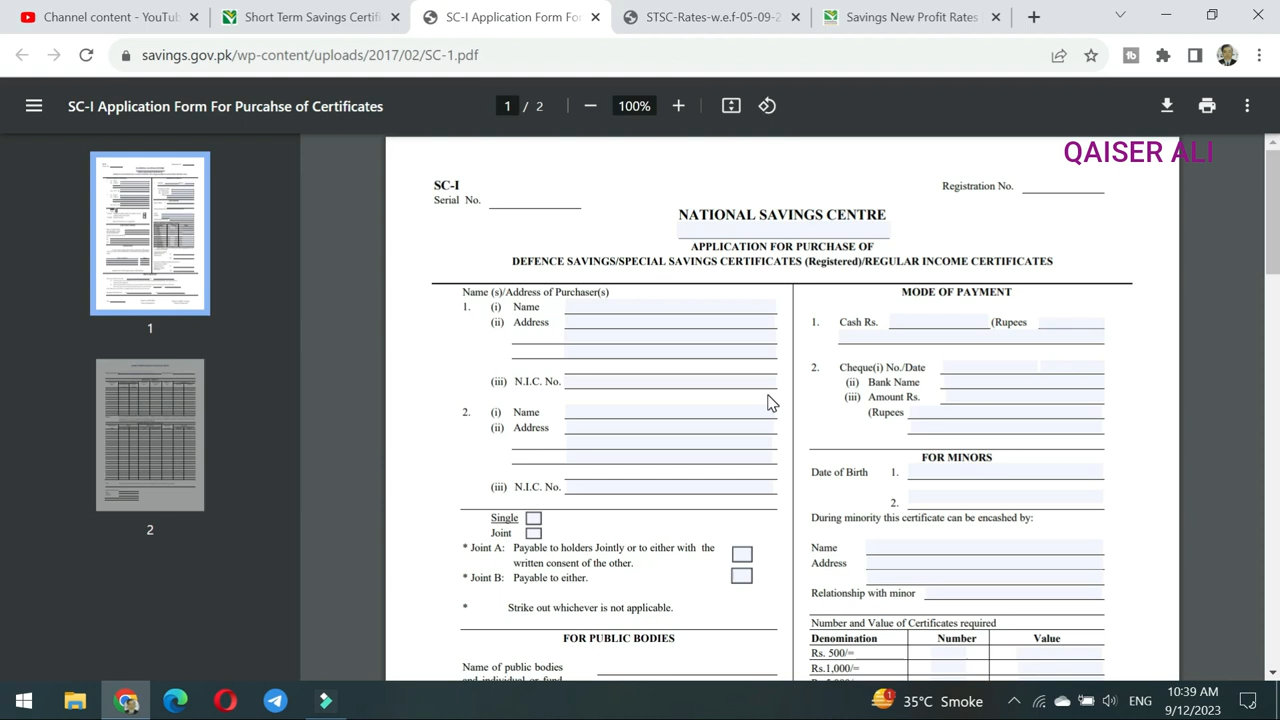 Channel content - YouTub
Short Term Savings Certifi
SC-I Application Form For
STSC-Rates-w.e.f-05-09-2
Savings New Profit Rates
savings.gov.pk/wp-content/uploads/2017/02/SC-1.pdf
SC-I Application Form For Purcahse of Certificates
1 / 2
100%
1
2
QAISER ALI
SC-I
Registration No.
Serial No.
NATIONAL SAVINGS CENTRE
APPLICATION FOR PURCHASE OF
DEFENCE SAVINGS/SPECIAL SAVINGS CERTIFICATES (Registered)/REGULAR INCOME CERTIFICATES
Name (s)/Address of Purchaser(s)
1. (i) Name
(ii) Address
(iii) N.I.C. No.
2. (i) Name
(ii) Address
(iii) N.I.C. No.
Single
Joint
* Joint A: Payable to holders Jointly or to either with the
written consent of the other.
* Joint B: Payable to either.
* Strike out whichever is not applicable.
FOR PUBLIC BODIES
Name of public bodies
and individual or fund
MODE OF PAYMENT
1. Cash Rs. (Rupees
2. Cheque(i) No./Date
(ii) Bank Name
(iii) Amount Rs.
(Rupees
FOR MINORS
Date of Birth 1.
2.
During minority this certificate can be encashed by:
Name
Address
Relationship with minor
Number and Value of Certificates required
Denomination Number Value
Rs. 500/=
Rs.1,000/=
35°C Smoke
ENG
10:39 AM
9/12/2023